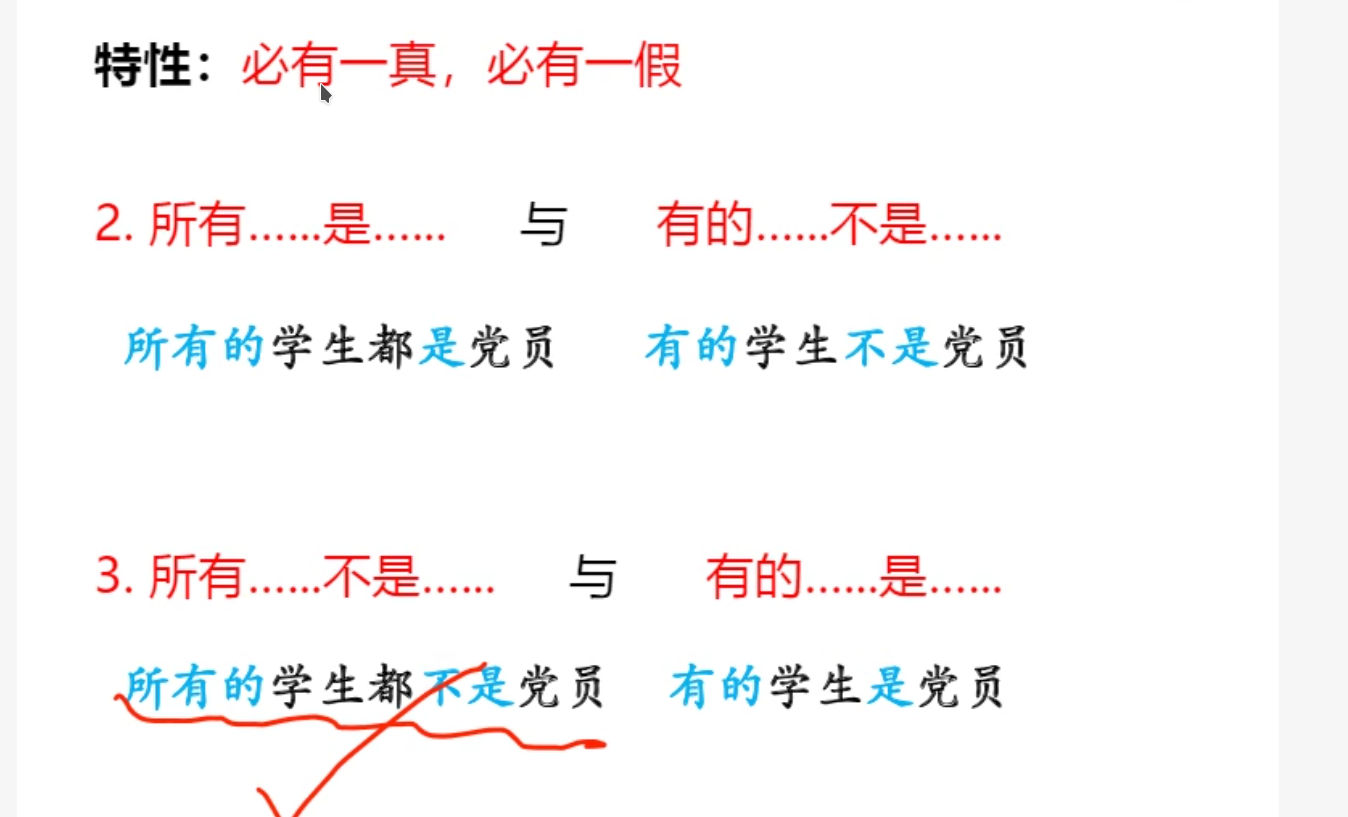 特性：必有一真，必有一假
2. 所有......是...... 与 有的......不是......
所有的学生都是党员 有的学生不是党员
3. 所有......不是...... 与 有的......是......
所有的学生都不是党员 有的学生是党员